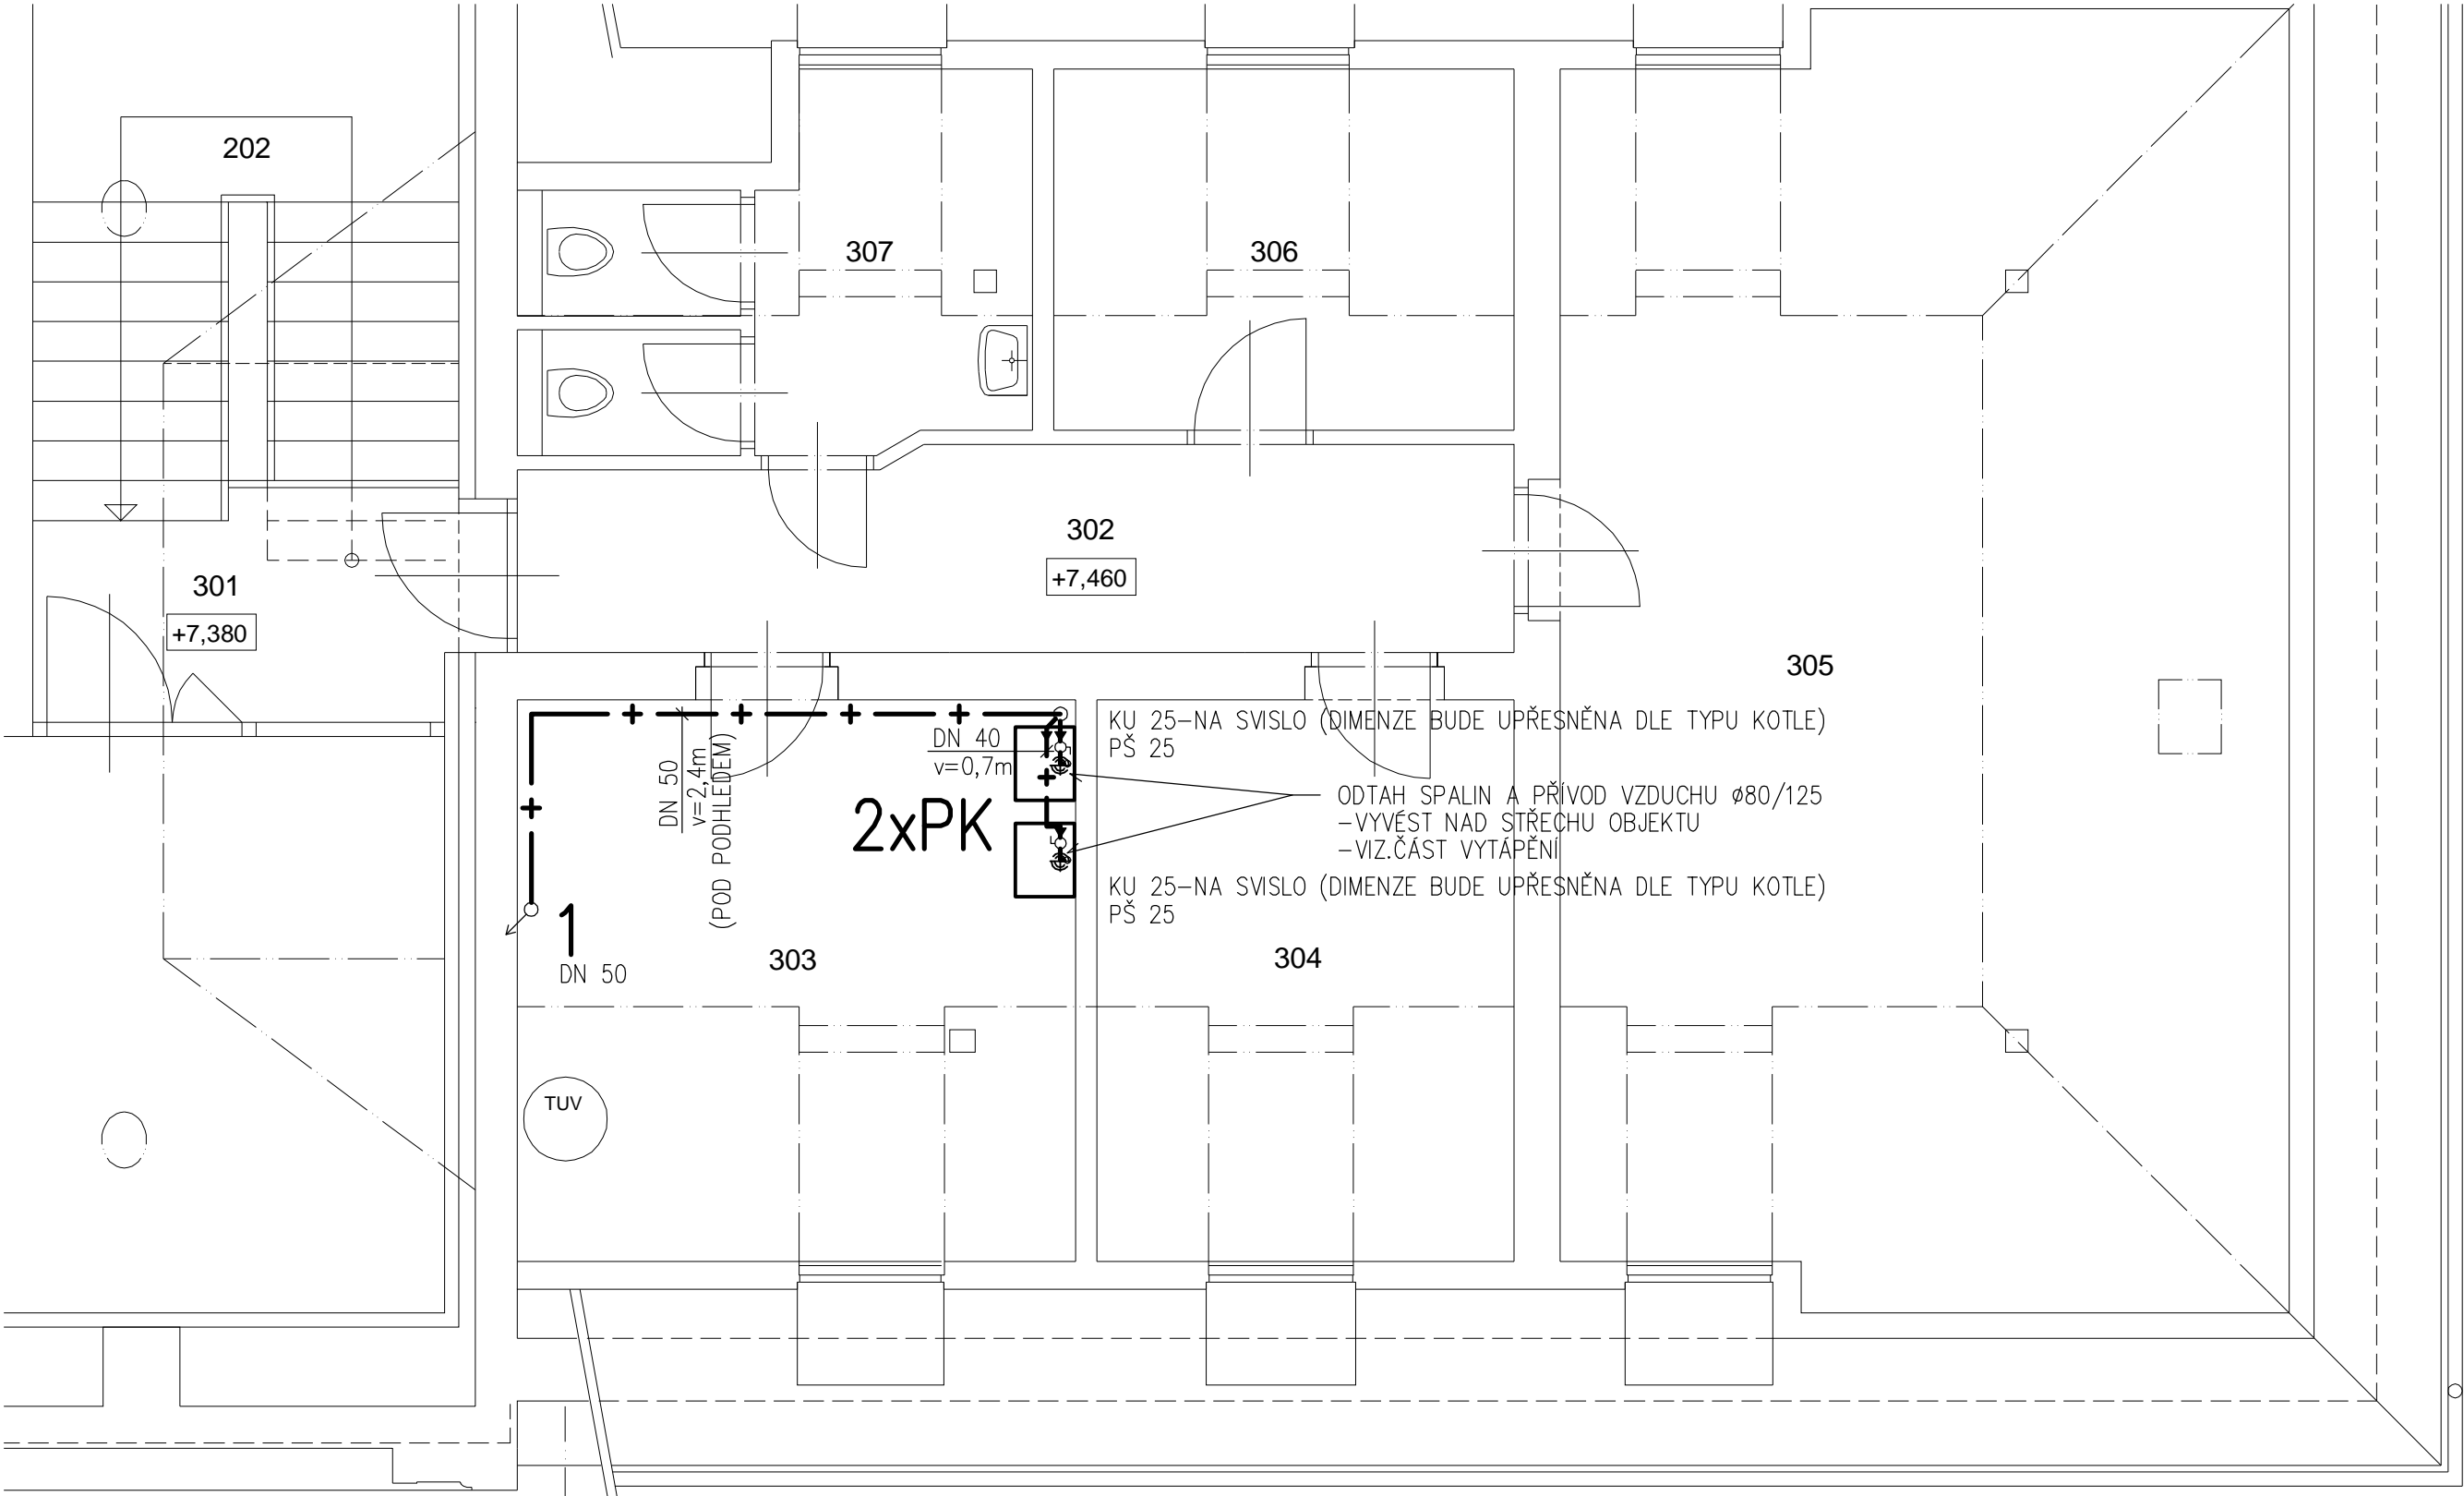 202
307
306
302
+7,460
301
+7,380
305
KU 25-NA SVISLO (DIMENZE BUDE UPŘESNĚNA DLE TYPU KOTLE)
PŠ 25
DN 40
v=0,7m
DN 50
v=2,4m
(POD PODHLEDEM)
2xPK
ODTAH SPALIN A PŘÍVOD VZDUCHU ø80/125
-VYVÉST NAD STŘECHU OBJEKTU
-VIZ.ČÁST VYTÁPĚNÍ
KU 25-NA SVISLO (DIMENZE BUDE UPŘESNĚNA DLE TYPU KOTLE)
PŠ 25
1
DN 50
303
304
TUV